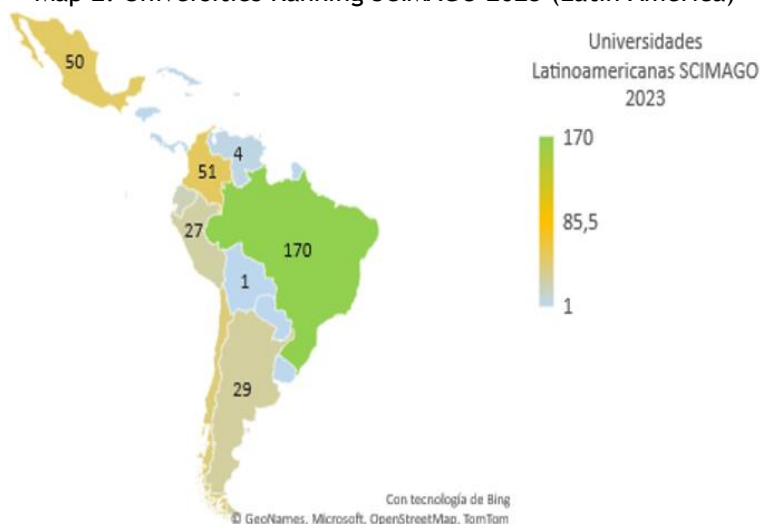 Universidades
Latinoamericanas SCIMAGO
2023
50
170
4
51
85,5
27
170
1
1
29
Con tecnología de Bing
© GeoNames, Microsoft, OpenStreetMap, TomTom